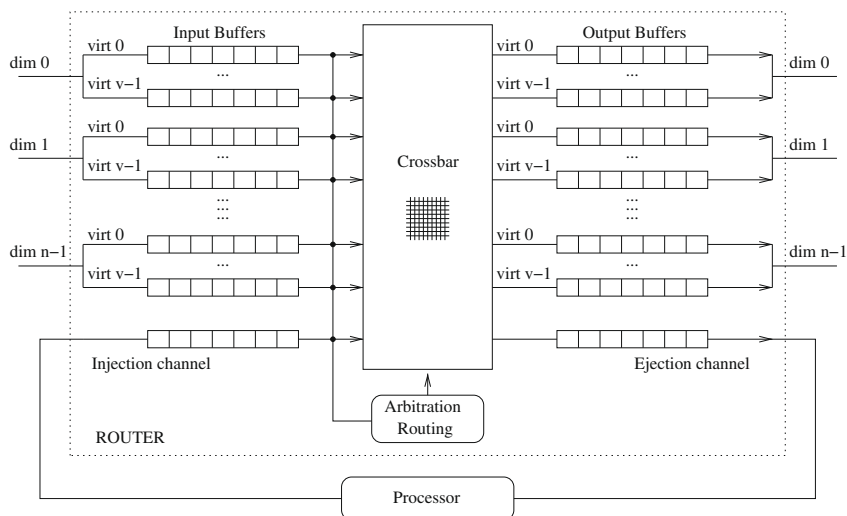 Input Buffers
Output Buffers
dim 0
virt 0
...
virt v−1
virt 0
...
virt v−1
dim 0
dim 1
virt 0
...
virt v−1
Crossbar
virt 0
...
virt v−1
dim 1
...
...
...
...
dim n−1
virt 0
...
virt v−1
virt 0
...
virt v−1
dim n−1
Injection channel
Ejection channel
Arbitration
Routing
ROUTER
Processor